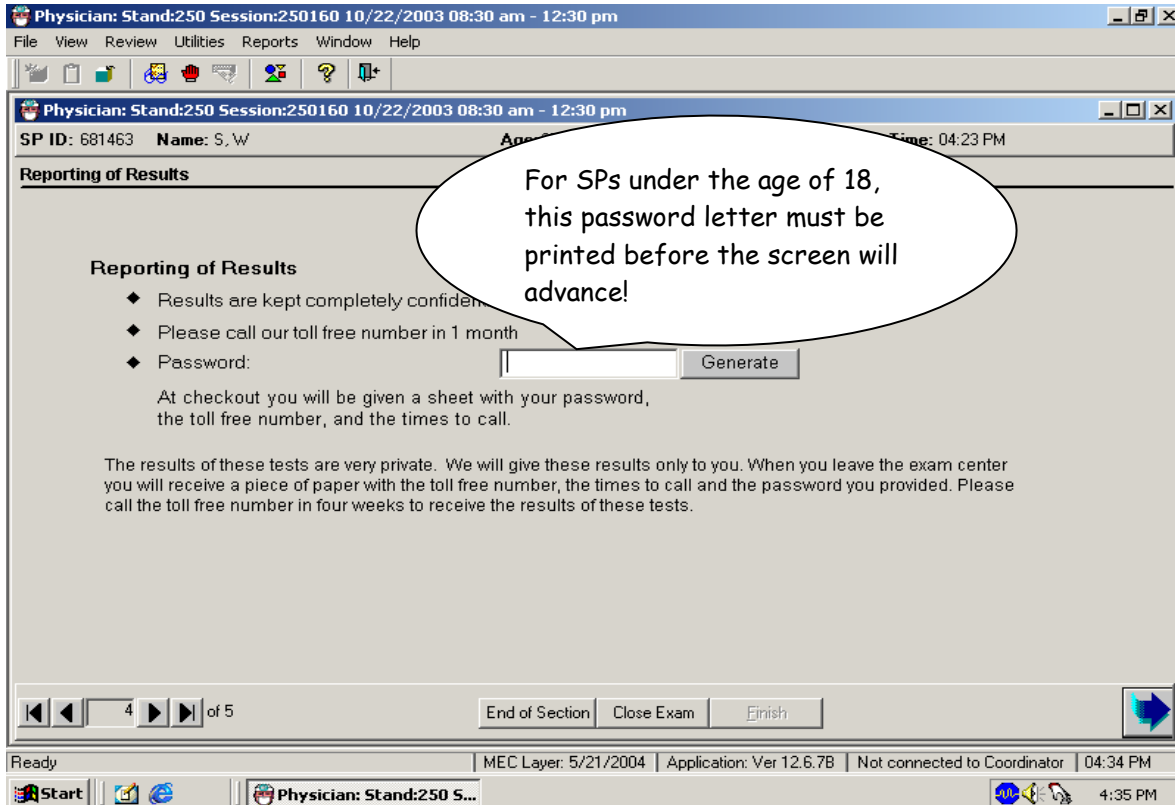 Physician: Stand:250 Session:250160 10/22/2003 08:30 am - 12:30 pm
File View Review Utilities Reports Window Help
Physician: Stand:250 Session:250160 10/22/2003 08:30 am - 12:30 pm
SP ID: 681463 Name: S, W Time: 04:23 PM
Reporting of Results
For SPs under the age of 18,
this password letter must be
printed before the screen will
advance!
Reporting of Results
Results are kept completely
Please call our toll free number in 1 month
Password:
Generate
At checkout you will be given a sheet with your password,
the toll free number, and the times to call.
The results of these tests are very private. We will give these results only to you. When you leave the exam center
you will receive a piece of paper with the toll free number, the times to call and the password you provided. Please
call the toll free number in four weeks to receive the results of these tests.
4 of 5 End of Section Close Exam Finish
Ready MEC Layer: 5/21/2004 Application: Ver 12.6.7B Not connected to Coordinator 04:34 PM
Start Physician: Stand:250 S... 4:35 PM